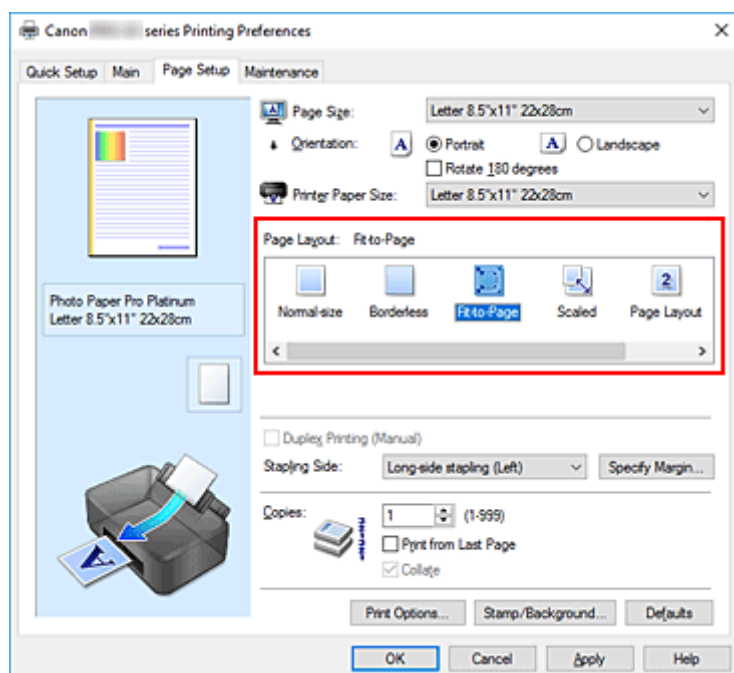 Canon series Printing Preferences
Quick Setup Main Page Setup Maintenance
Page Size: Letter 8.5"x11" 22x28cm
Orientation: A Portrait A Landscape
Rotate 180 degrees
Printer Paper Size: Letter 8.5"x11" 22x28cm
Page Layout: Fit-to-Page
Normal-size Borderless Fit-to-Page Scaled 2 Page Layout
Photo Paper Pro Platinum
Letter 8.5"x11" 22x28cm
Duplex Printing (Manual)
Stapling Side: Long-side stapling (Left) Specify Margin...
Copies: 1 (1-999)
Print from Last Page
Collate
A
Print Options... Stamp/Background... Defaults
OK Cancel Apply Help